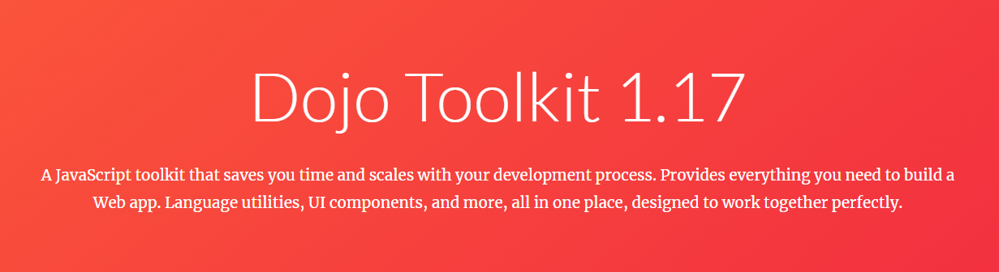 Dojo Toolkit 1.17
A JavaScript toolkit that saves you time and scales with your development process. Provides everything you need to build a
Web app. Language utilities, UI components, and more, all in one place, designed to work together perfectly.